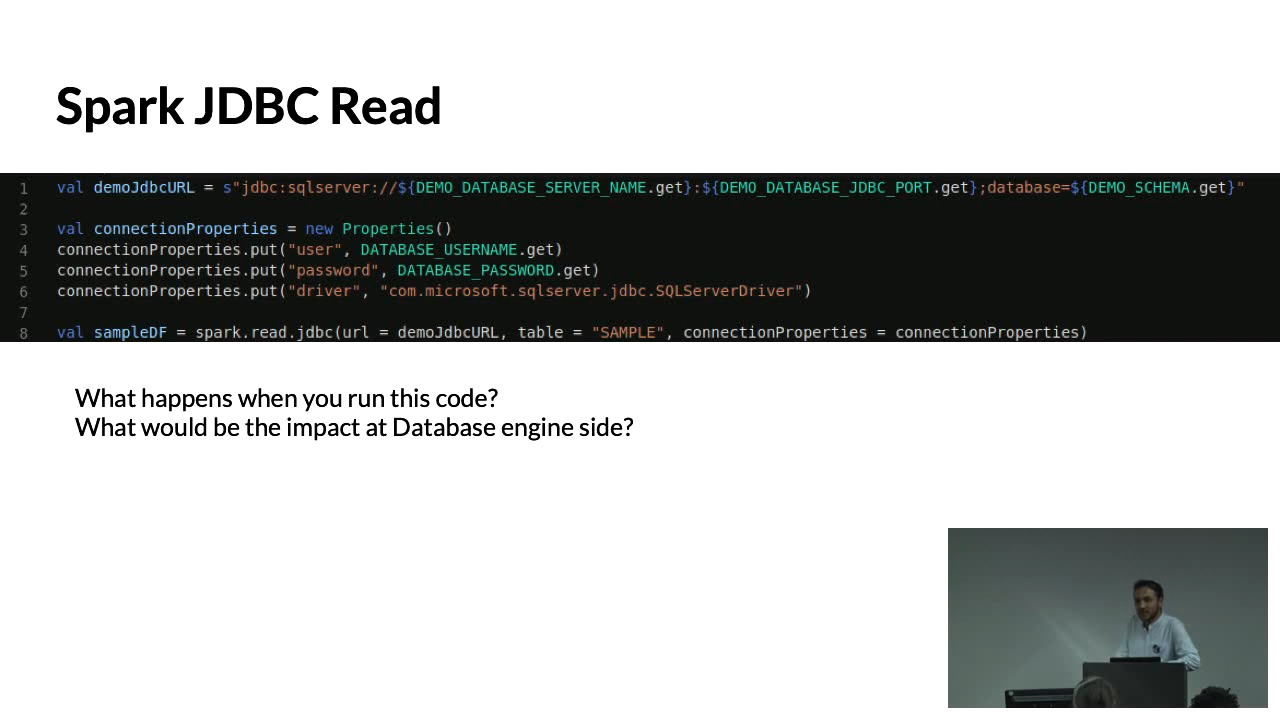 Spark JDBC Read
1 val demoJdbcURL = s"jdbc:sqlserver://${DEMO_DATABASE_SERVER_NAME.get}:${DEMO_DATABASE_JDBC_PORT.get};database=${DEMO_SCHEMA.get}"
2
3 val connectionProperties = new Properties()
4 connectionProperties.put("user", DATABASE_USERNAME.get)
5 connectionProperties.put("password", DATABASE_PASSWORD.get)
6 connectionProperties.put("driver", "com.microsoft.sqlserver.jdbc.SQLServerDriver")
7
8 val sampleDF = spark.read.jdbc(url = demoJdbcURL, table = "SAMPLE", connectionProperties = connectionProperties)
What happens when you run this code?
What would be the impact at Database engine side?